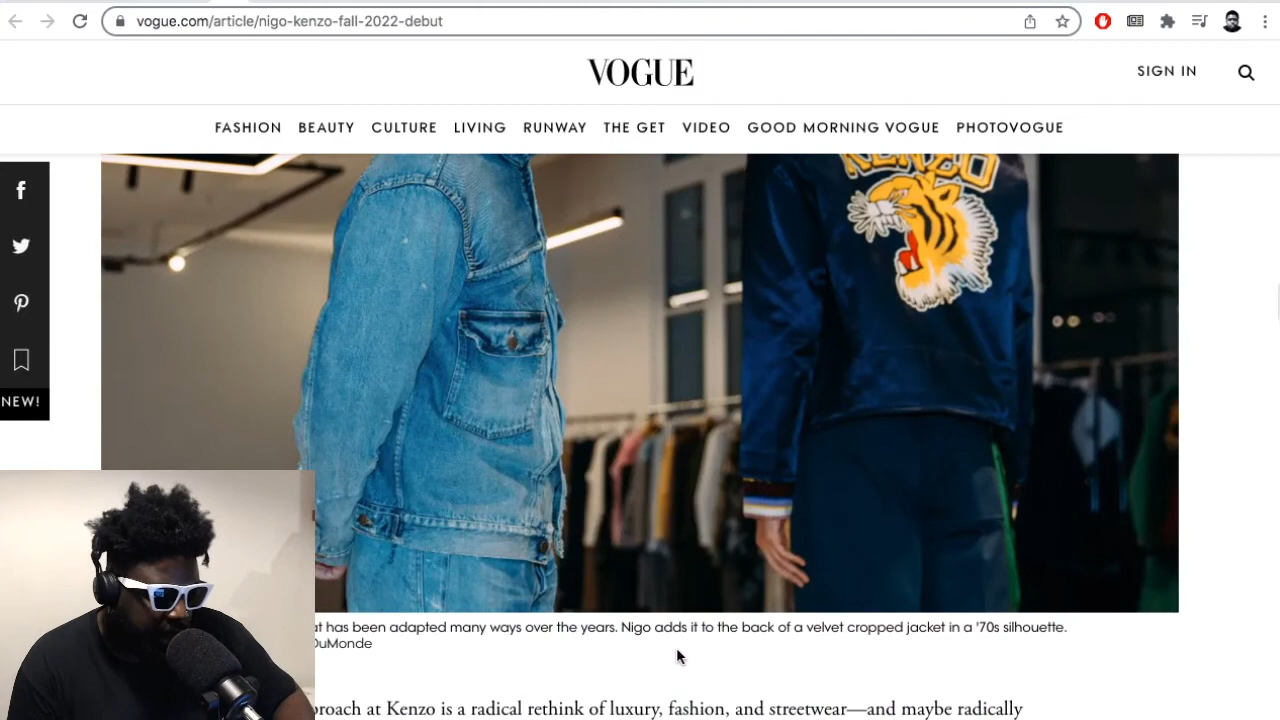 vogue.com/article/nigo-kenzo-fall-2022-debut
VOGUE
SIGN IN
FASHION BEAUTY CULTURE LIVING RUNWAY THE GET VIDEO GOOD MORNING VOGUE PHOTOVOGUE
KENZO
NEW!
has been adapted many ways over the years. Nigo adds it to the back of a velvet cropped jacket in a '70s silhouette.
DuMonde
at Kenzo is a radical rethink of luxury, fashion, and streetwear—and maybe radically